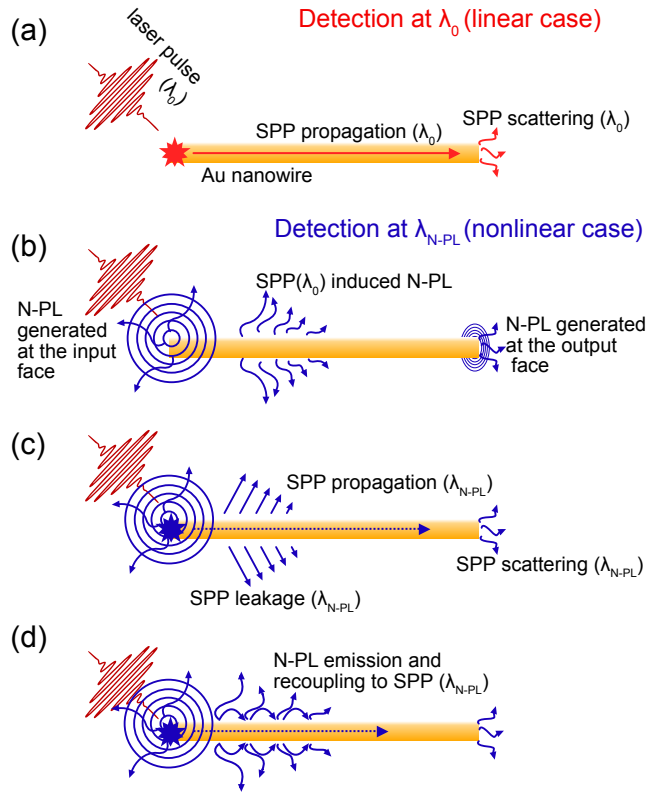 (a)
Detection at λ₀ (linear case)
laser pulse
(λ₀)
SPP scattering (λ₀)
SPP propagation (λ₀)
Au nanowire
(b)
Detection at λN-PL (nonlinear case)
SPP(λ₀) induced N-PL
N-PL
generated
at the input
face
N-PL generated
at the output
face
(c)
SPP propagation (λN-PL)
SPP scattering (λN-PL)
SPP leakage (λN-PL)
(d)
N-PL emission and
recoupling to SPP (λN-PL)